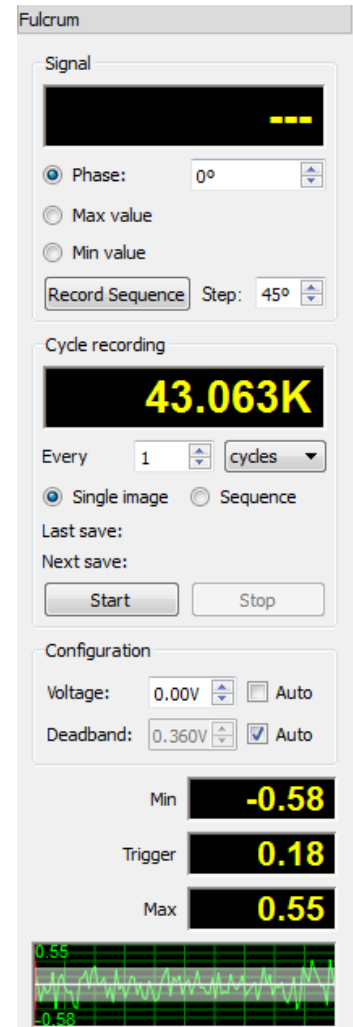 Fulcrum
Signal
---
Phase: 0º
Max value
Min value
Record Sequence Step: 45º
Cycle recording
43.063K
Every 1 cycles
Single image Sequence
Last save:
Next save:
Start Stop
Configuration
Voltage: 0.00V Auto
Deadband: 0.360V Auto
Min -0.58
Trigger 0.18
Max 0.55
0.55
-0.58